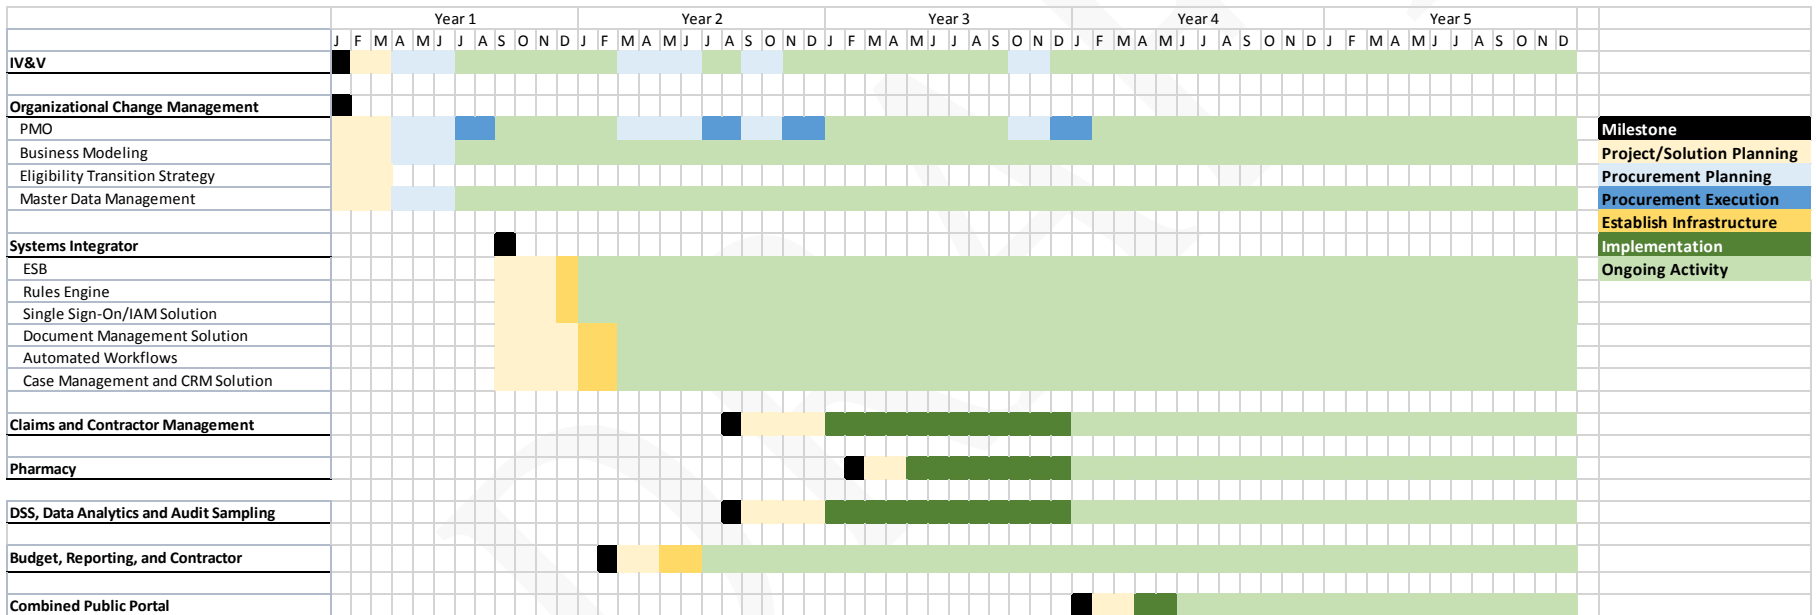 Year 1 Year 2 Year 3 Year 4 Year 5
J F M A M J J A S O N D J F M A M J J A S O N D J F M A M J J A S O N D J F M A M J J A S O N D J F M A M J J A S O N D
IV&V
Organizational Change Management
PMO
Milestone
Business Modeling
Project/Solution Planning
Eligibility Transition Strategy
Procurement Planning
Master Data Management
Procurement Execution
Establish Infrastructure
Systems Integrator
Implementation
ESB
Ongoing Activity
Rules Engine
Single Sign-On/IAM Solution
Document Management Solution
Automated Workflows
Case Management and CRM Solution
Claims and Contractor Management
Pharmacy
DSS, Data Analytics and Audit Sampling
Budget, Reporting, and Contractor
Combined Public Portal